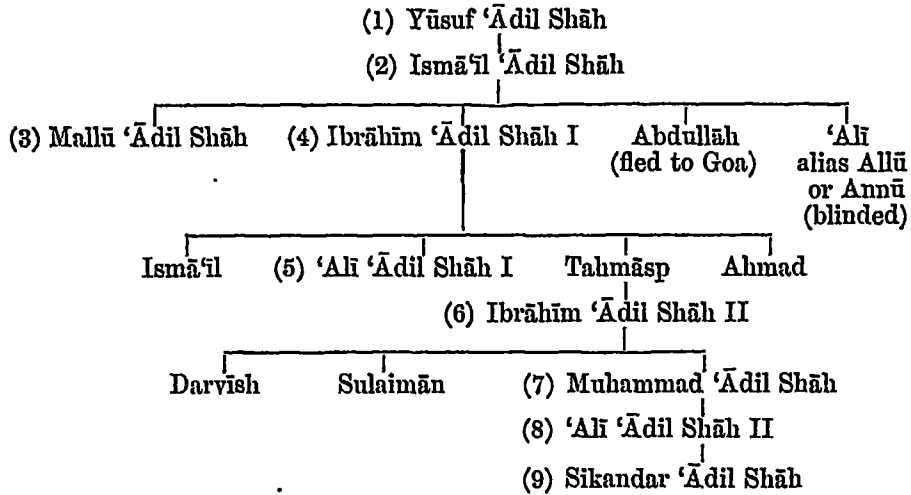 (1) Yūsuf ‘Ādil Shāh
(2) Ismā‘īl ‘Ādil Shāh
(3) Mallū ‘Ādil Shāh (4) Ibrāhīm ‘Ādil Shāh I Abdullāh ‘Alī
(fled to Goa) alias Allū
or Annū
(blinded)
Ismā‘īl (5) ‘Alī ‘Ādil Shāh I Tahmāsp Ahmad
(6) Ibrāhīm ‘Ādil Shāh II
Darvīsh Sulaimān (7) Muhammad ‘Ādil Shāh
(8) ‘Alī ‘Ādil Shāh II
(9) Sikandar ‘Ādil Shāh